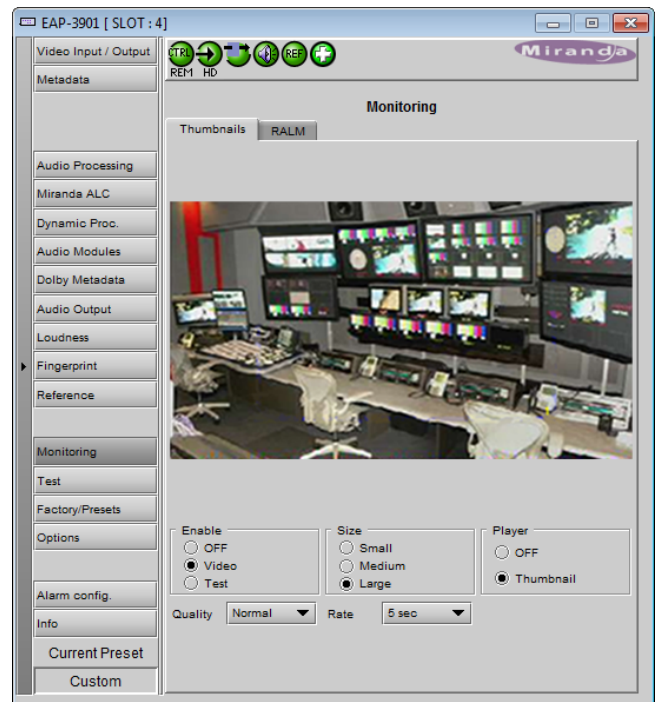 EAP-3901 [ SLOT : 4]
Video Input / Output
Metadata
Audio Processing
Miranda ALC
Dynamic Proc.
Audio Modules
Dolby Metadata
Audio Output
Loudness
Fingerprint
Reference
Monitoring
Test
Factory/Presets
Options
Alarm config.
Info
Current Preset
Custom
CTRL REF
REM HD
Miranda
Monitoring
Thumbnails RALM
Enable Size Player
OFF Small OFF
Video Medium Thumbnail
Test Large
Quality Normal Rate 5 sec